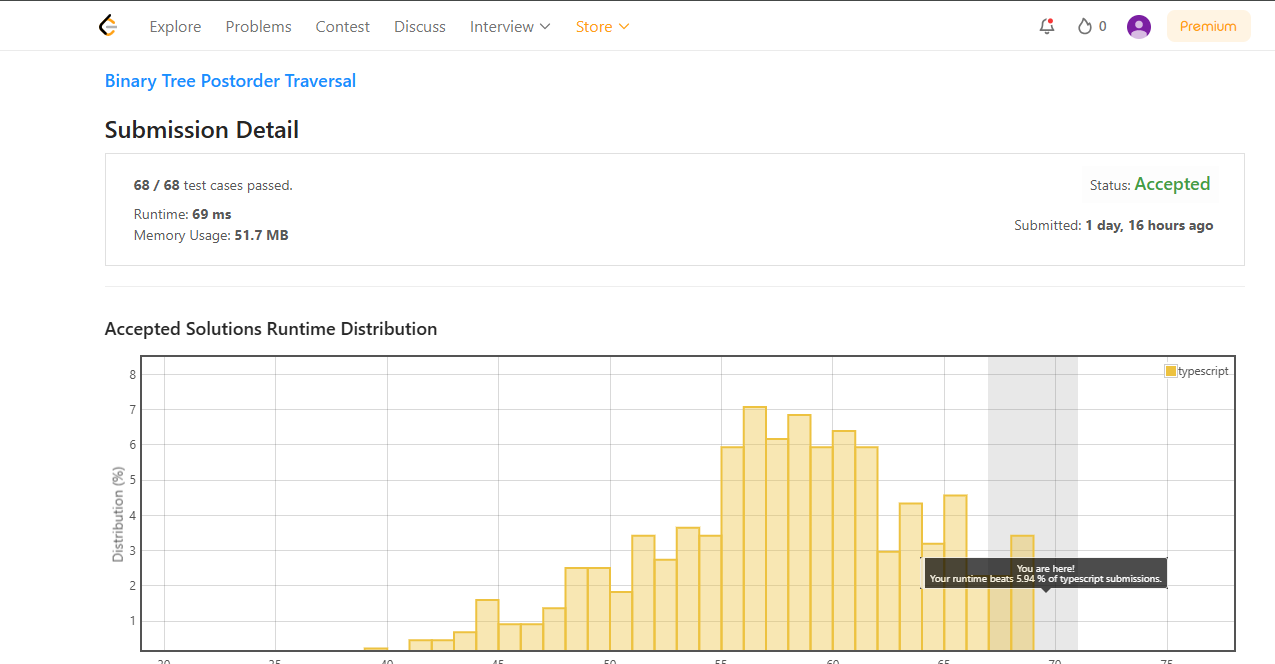 Explore Problems Contest Discuss Interview Store 0 Premium
Binary Tree Postorder Traversal
Submission Detail
68 / 68 test cases passed.
Status: Accepted
Runtime: 69 ms
Memory Usage: 51.7 MB
Submitted: 1 day, 16 hours ago
Accepted Solutions Runtime Distribution
typescript
8
7
6
5
4
3
2
1
Distribution (%)
You are here!
Your runtime beats 5.94 % of typescript submissions.
30 35 40 45 50 55 60 65 70 75